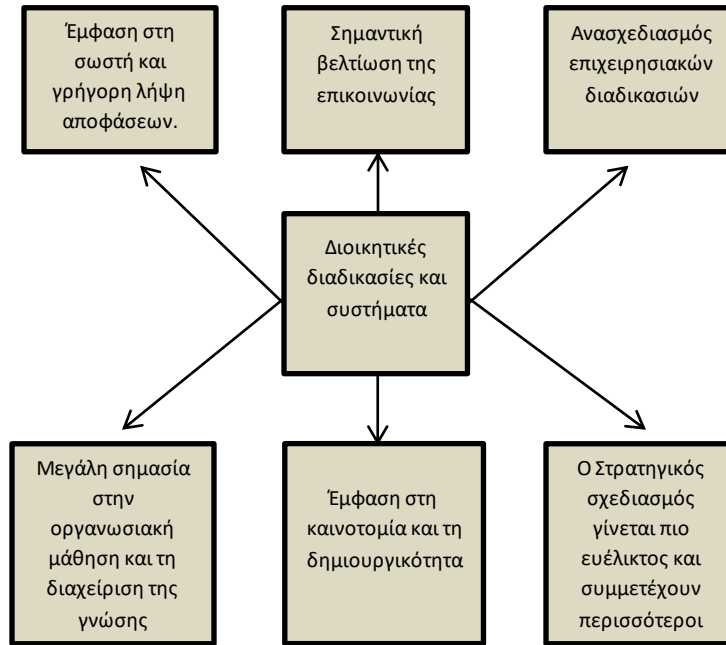 Έμφαση στη
σωστή και
γρήγορη λήψη
αποφάσεων.
Σημαντική
βελτίωση της
επικοινωνίας
Ανασχεδιασμός
επιχειρησιακών
διαδικασιών
Διοικητικές
διαδικασίες και
συστήματα
Μεγάλη σημασία
στην
οργανωσιακή
μάθηση και τη
διαχείριση της
γνώσης
Έμφαση στη
καινοτομία και τη
δημιουργικότητα
Ο Στρατηγικός
σχεδιασμός
γίνεται πιο
ευέλικτος και
συμμετέχουν
περισσότεροι